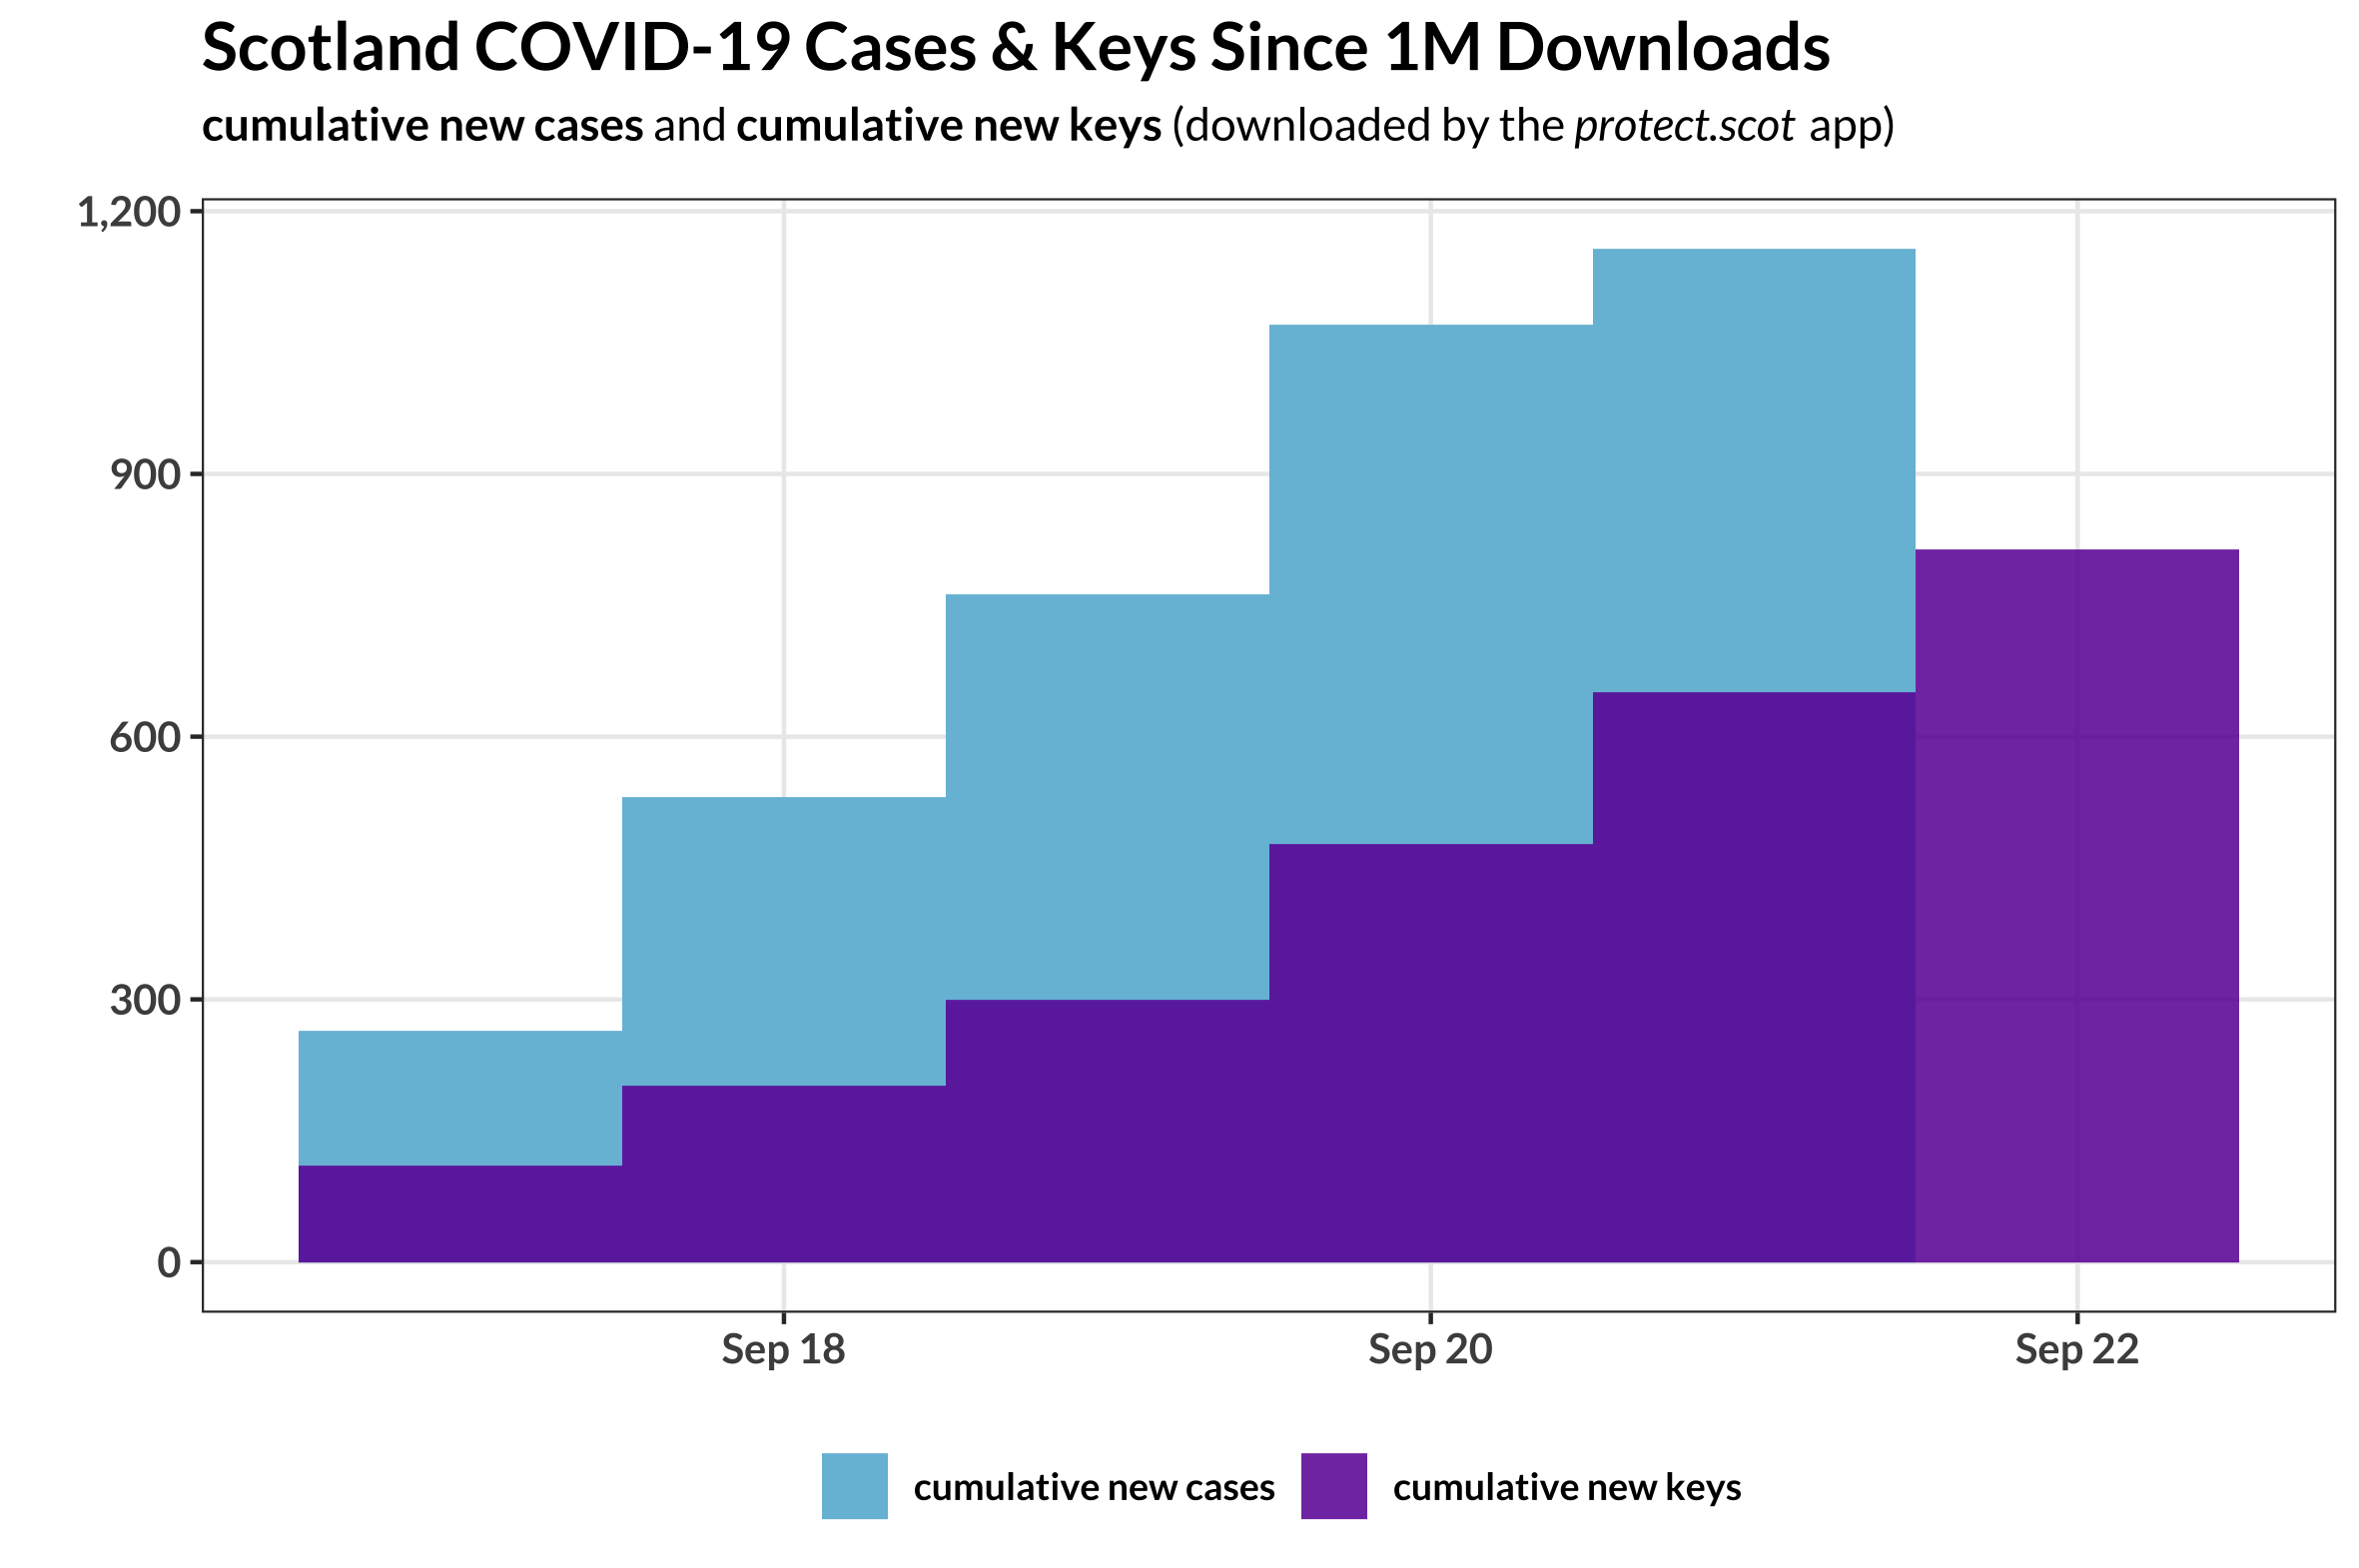 Scotland COVID-19 Cases & Keys Since 1M Downloads
cumulative new cases and cumulative new keys (downloaded by the protect.scot app)
1,200
900
600
300
0
Sep 18 Sep 20 Sep 22
cumulative new cases cumulative new keys